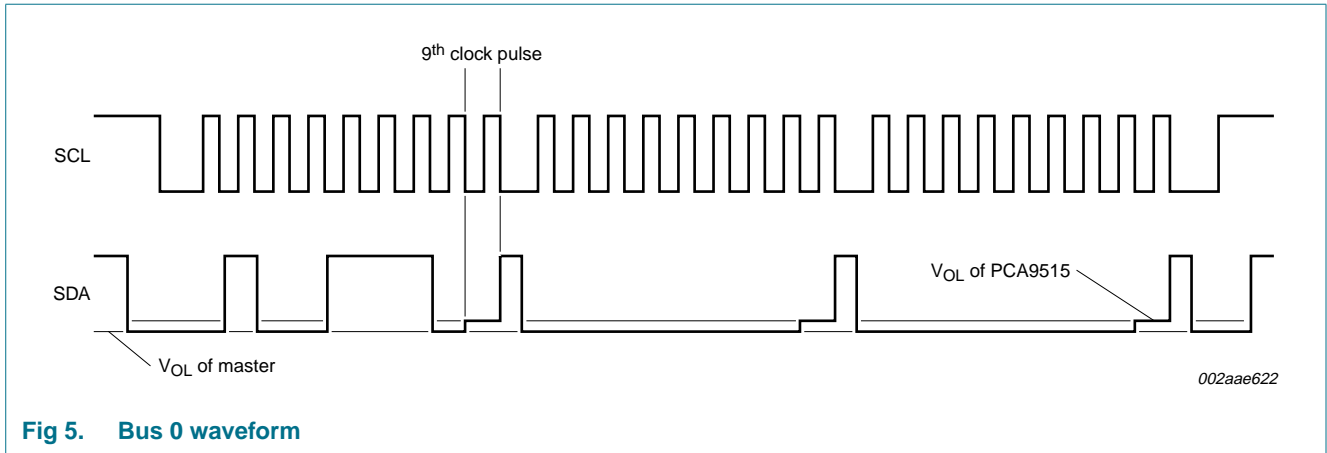 9th clock pulse
SCL
SDA
VOL of PCA9515
VOL of master
002aae622
Fig 5. Bus 0 waveform